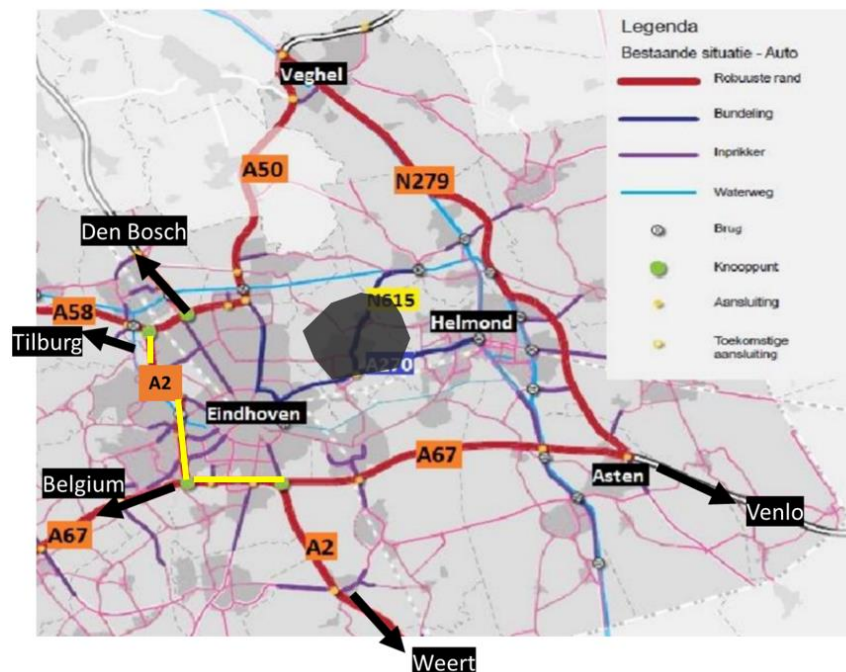 Legenda
Bestaande situatie - Auto
Robuuste rand
Bundeling
Inprikker
Waterweg
Brug
Knooppunt
Aansluiting
Toekomstige
aansluiting
Veghel
A50
N279
Den Bosch
N615
A58
Helmond
Tilburg
A270
A2
Eindhoven
A67
Asten
Belgium
Venlo
A67
A2
Weert